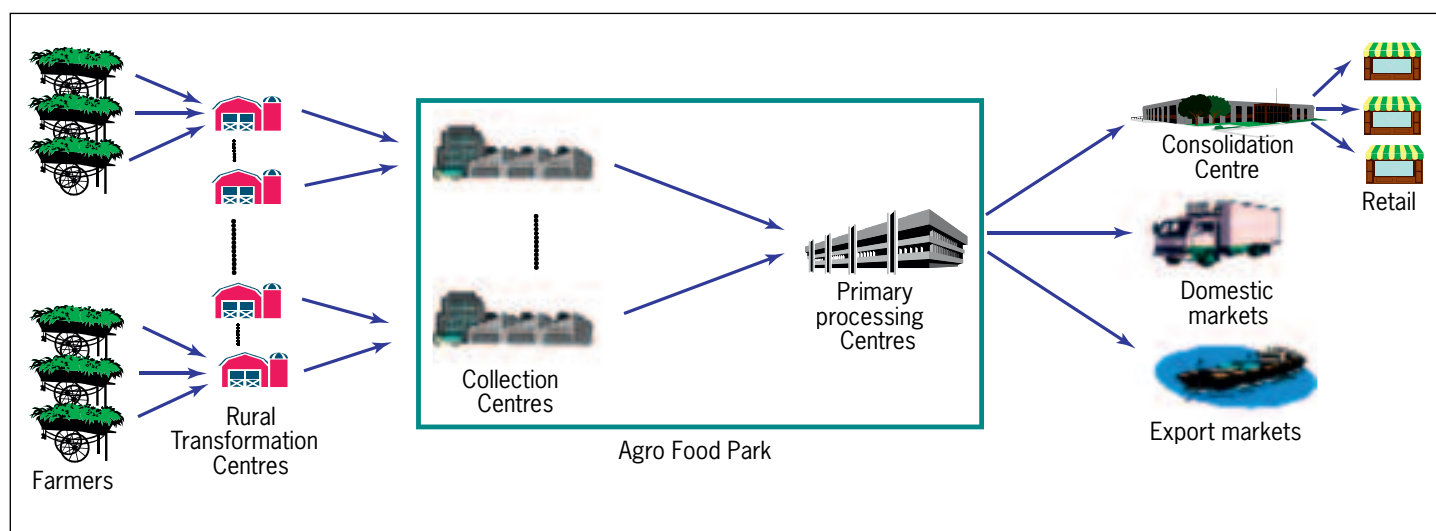 Farmers
Rural
Transformation
Centres
Collection
Centres
Agro Food Park
Primary
processing
Centres
Consolidation
Centre
Retail
Domestic
markets
Export markets